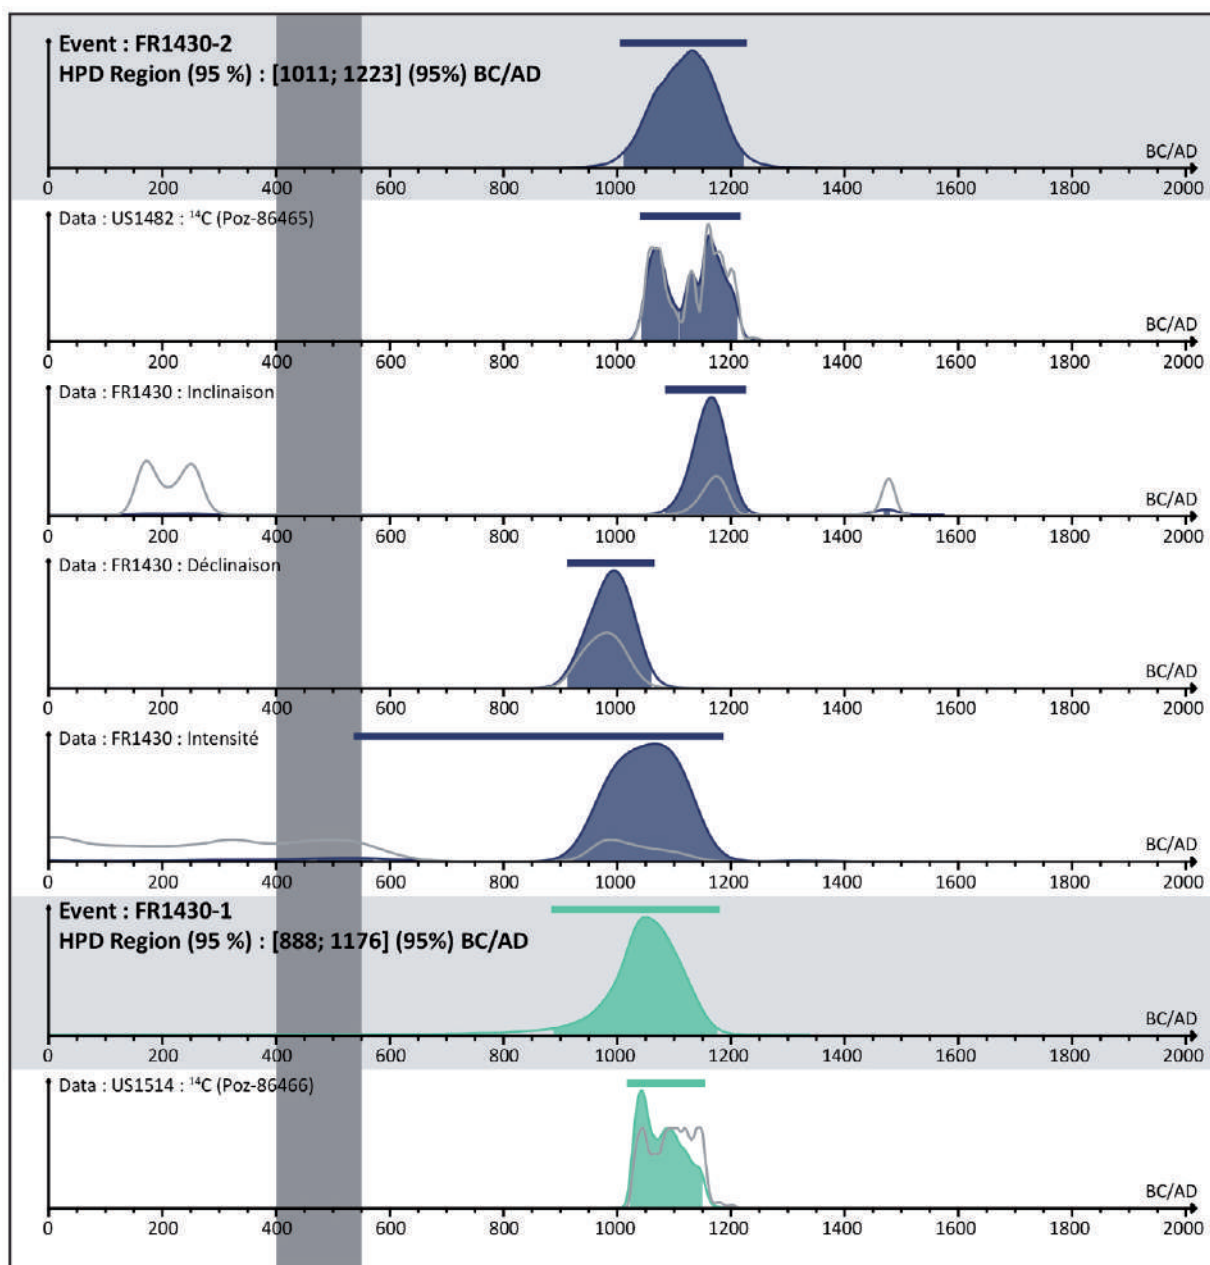 Event : FR1430-2
HPD Region (95 %) : [1011; 1223] (95%) BC/AD
BC/AD
0 200 400 600 800 1000 1200 1400 1600 1800 2000
Data : US1482 : ¹⁴C (Poz-86465)
BC/AD
0 200 400 600 800 1000 1200 1400 1600 1800 2000
Data : FR1430 : Inclinaison
BC/AD
0 200 400 600 800 1000 1200 1400 1600 1800 2000
Data : FR1430 : Déclinaison
BC/AD
0 200 400 600 800 1000 1200 1400 1600 1800 2000
Data : FR1430 : Intensité
BC/AD
0 200 400 600 800 1000 1200 1400 1600 1800 2000
Event : FR1430-1
HPD Region (95 %) : [888; 1176] (95%) BC/AD
BC/AD
0 200 400 600 800 1000 1200 1400 1600 1800 2000
Data : US1514 : ¹⁴C (Poz-86466)
BC/AD
0 200 400 600 800 1000 1200 1400 1600 1800 2000